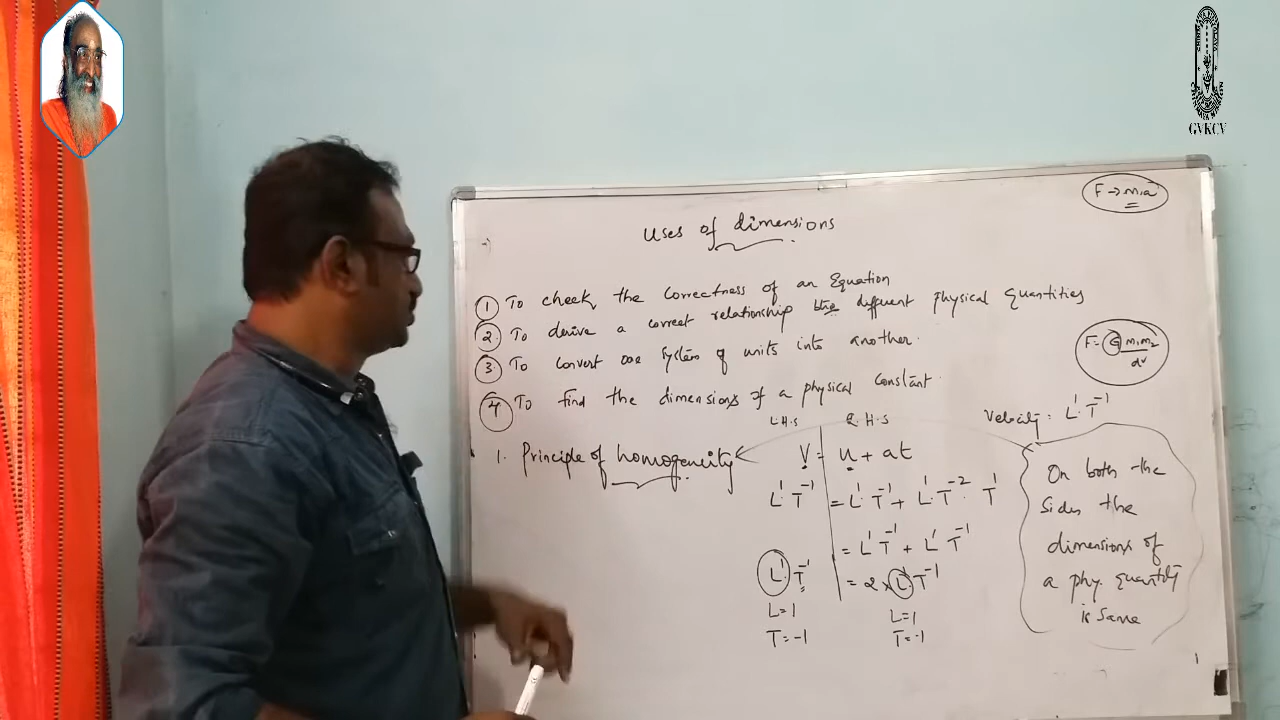 GVKCV
F → m,a
Uses of dimensions
1 To check the correctness of an Equation
2. To derive a correct relationship different physical quantities
3. To convert one system of units into another.
4 To find the dimensions of a physical constant
F = G m₁m₂
L.H.S R.H.S
Velocity = L¹ T⁻¹
1. Principle of homogeneity
V = u + at
L¹ T⁻¹ = L¹ T⁻¹ + L¹ T⁻² T¹
= L¹ T⁻¹ + L¹ T⁻¹
L¹ T⁻¹ = 2 × L¹ T⁻¹
L=1 L=1
T=-1 T=-1
On both the
sides the
dimensions of
a phy. quantity
is same